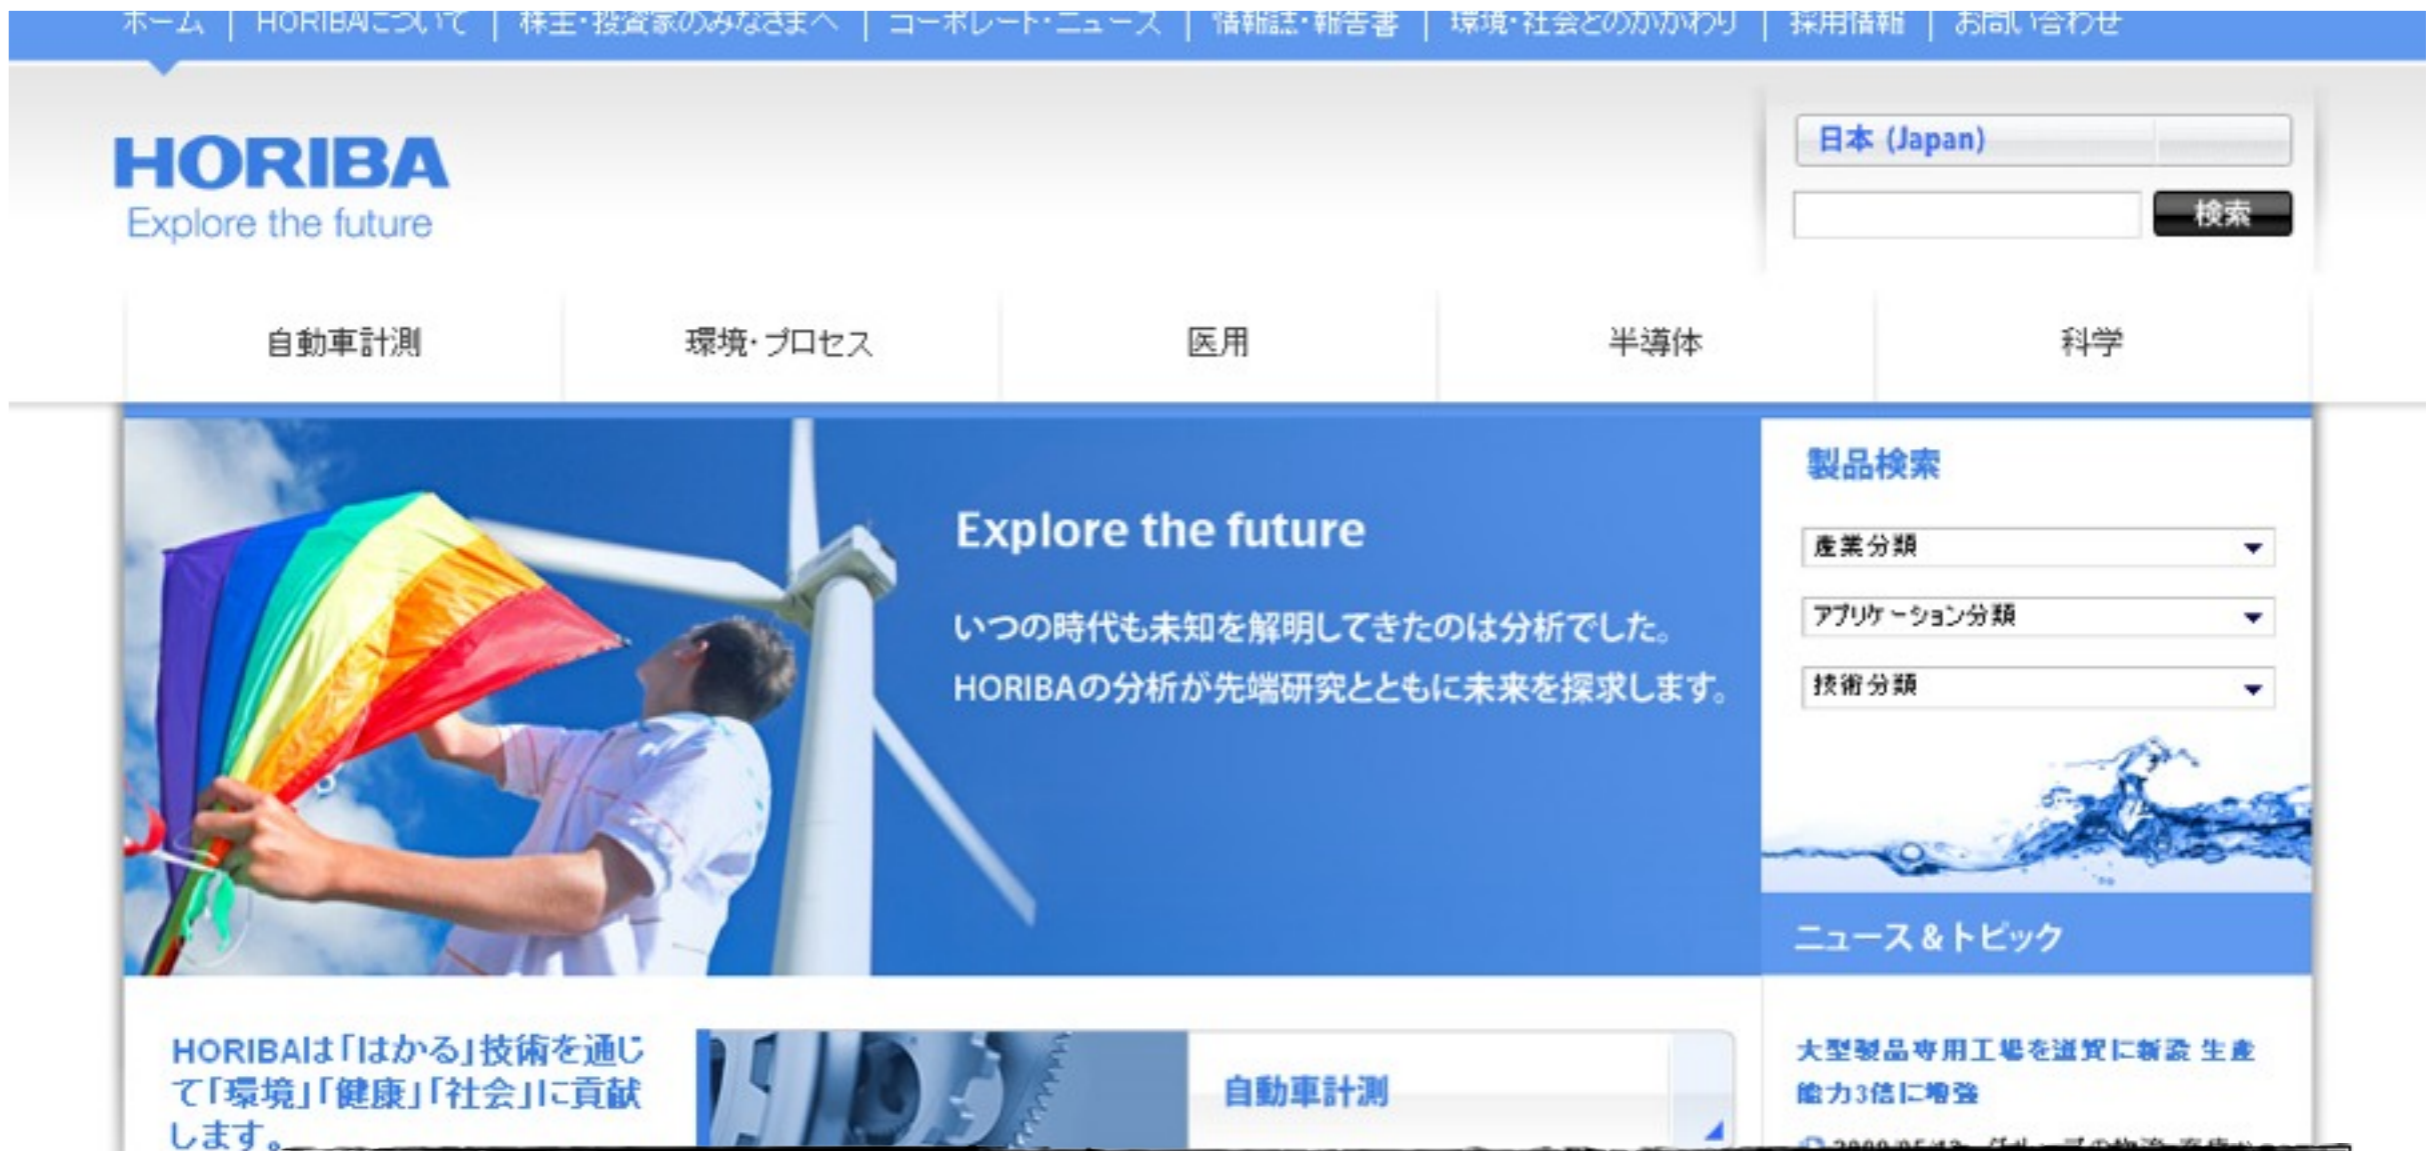 ホーム | HORIBAについて | 株主・投資家のみなさまへ | コーポレート・ニュース | 情報誌・報告書 | 環境・社会とのかかわり | 採用情報 | お問い合わせ
HORIBA
Explore the future
日本 (Japan)
検索
自動車計測
環境・プロセス
医用
半導体
科学
Explore the future
いつの時代も未知を解明してきたのは分析でした。
HORIBAの分析が先端研究とともに未来を探求します。
製品検索
産業分類
アプリケーション分類
技術分類
ニュース & トピック
HORIBAは「はかる」技術を通じ
て「環境」「健康」「社会」に貢献
します。
自動車計測
大型製品専用工場を滋賀に新設 生産
能力3倍に増強